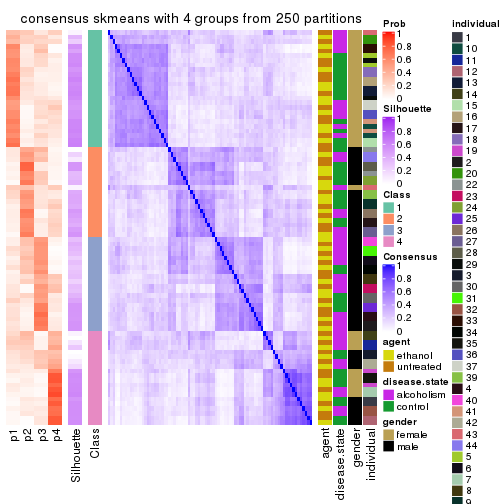 consensus skmeans with 4 groups from 250 partitions
p1
p2
p3
p4
Silhouette
Class
agent
disease.state
gender
individual
Prob
1
0.8
0.6
0.4
0.2
0
Silhouette
1
0.8
0.6
0.4
0.2
0
Class
1
2
3
4
Consensus
1
0.8
0.6
0.4
0.2
0
agent
ethanol
untreated
disease.state
alcoholism
control
gender
female
male
individual
1
10
11
12
13
14
15
16
17
18
19
2
20
22
23
24
25
26
27
28
29
3
30
31
32
33
34
35
36
37
39
4
40
41
42
43
44
5
6
7
8
9